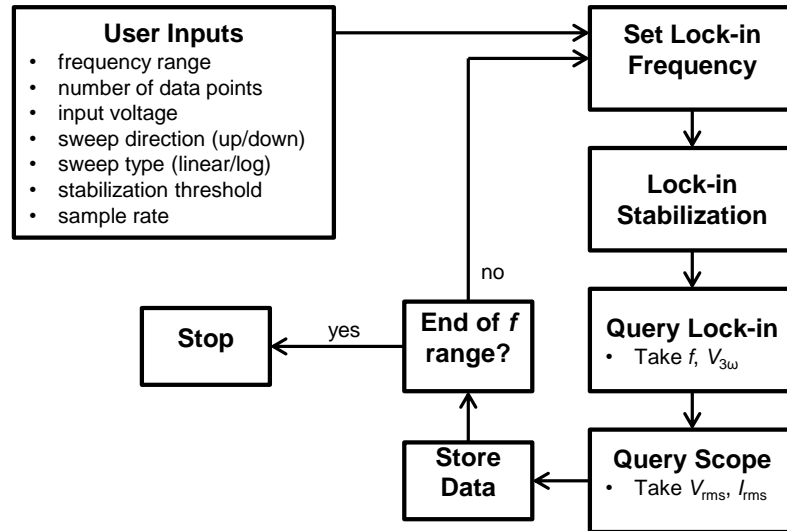 User Inputs
• frequency range
• number of data points
• input voltage
• sweep direction (up/down)
• sweep type (linear/log)
• stabilization threshold
• sample rate
Set Lock-in
Frequency
Lock-in
Stabilization
Query Lock-in
• Take f, V3ω
Query Scope
• Take Vrms, Irms
Store
Data
End of f
range?
no
yes
Stop